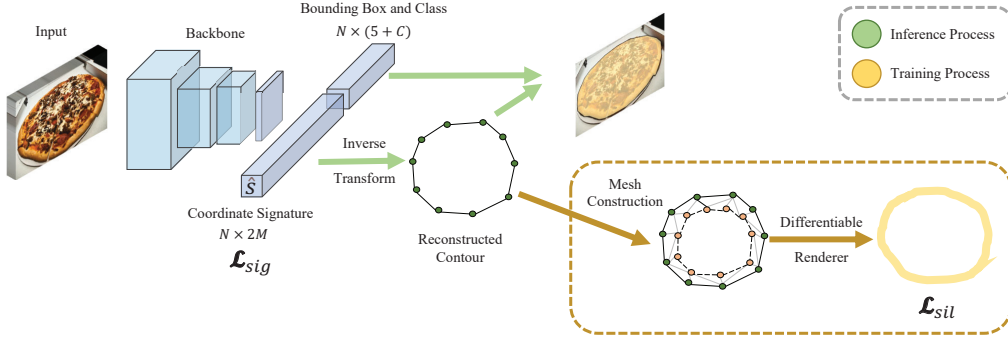 Input
Backbone
Bounding Box and Class
N × (5 + C)
Inference Process
Training Process
Inverse
Transform
ŝ
Coordinate Signature
N × 2M
𝓛sig
Reconstructed
Contour
Mesh
Construction
Differentiable
Renderer
𝓛sil